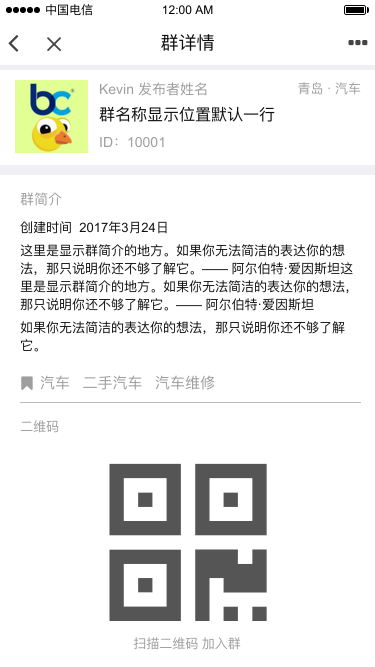 中国电信 12:00 AM
群详情
bc
Kevin 发布者姓名 青岛 · 汽车
群名称显示位置默认一行
ID: 10001
群简介
创建时间 2017年3月24日
这里是显示群简介的地方。如果你无法简洁的表达你的想
法，那只说明你还不够了解它。—— 阿尔伯特·爱因斯坦这
里是显示群简介的地方。如果你无法简洁的表达你的想法，
那只说明你还不够了解它。—— 阿尔伯特·爱因斯坦
如果你无法简洁的表达你的想法，那只说明你还不够了解
它。
汽车 二手汽车 汽车维修
二维码
扫描二维码 加入群